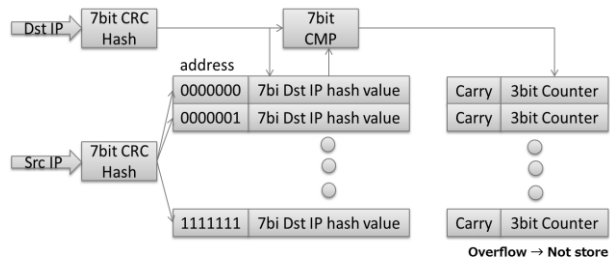 Dst IP
7bit CRC
Hash
7bit
CMP
address
0000000 7bi Dst IP hash value Carry 3bit Counter
0000001 7bi Dst IP hash value Carry 3bit Counter
Src IP
7bit CRC
Hash
1111111 7bi Dst IP hash value Carry 3bit Counter
Overflow → Not store